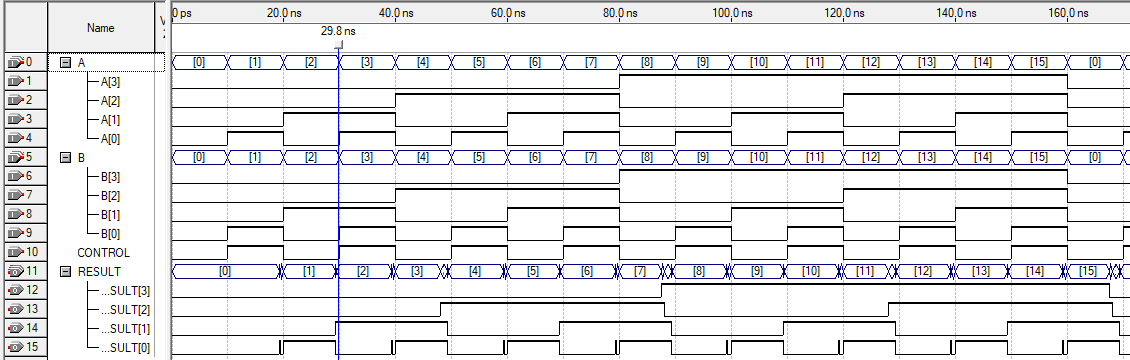 Name V 0 ps 20.0 ns 40.0 ns 60.0 ns 80.0 ns 100.0 ns 120.0 ns 140.0 ns 160.0 ns
29.8 ns
0 A [0] [1] [2] [3] [4] [5] [6] [7] [8] [9] [10] [11] [12] [13] [14] [15] [0]
1 A[3]
2 A[2]
3 A[1]
4 A[0]
5 B [0] [1] [2] [3] [4] [5] [6] [7] [8] [9] [10] [11] [12] [13] [14] [15] [0]
6 B[3]
7 B[2]
8 B[1]
9 B[0]
10 CONTROL
11 RESULT [0] [1] [2] [3] [4] [5] [6] [7] [8] [9] [10] [11] [12] [13] [14] [15]
12 ...SULT[3]
13 ...SULT[2]
14 ...SULT[1]
15 ...SULT[0]